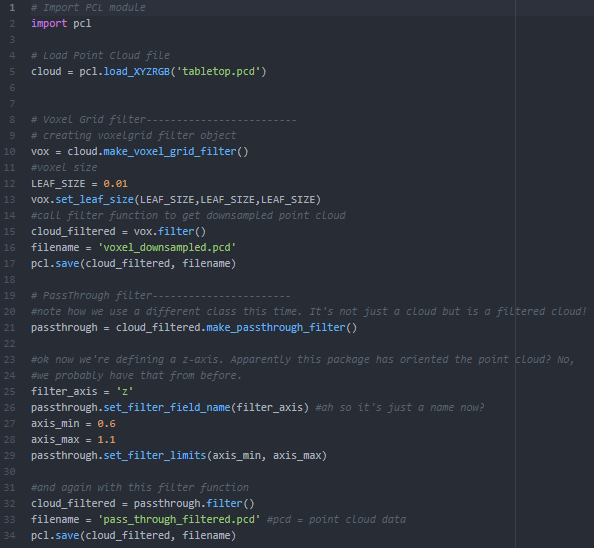 1 # Import PCL module
2 import pcl
3
4 # Load Point Cloud file
5 cloud = pcl.load_XYZRGB('tabletop.pcd')
6
7
8 # Voxel Grid filter-------------------------
9 # creating voxelgrid filter object
10 vox = cloud.make_voxel_grid_filter()
11 #voxel size
12 LEAF_SIZE = 0.01
13 vox.set_leaf_size(LEAF_SIZE,LEAF_SIZE,LEAF_SIZE)
14 #call filter function to get downsampled point cloud
15 cloud_filtered = vox.filter()
16 filename = 'voxel_downsampled.pcd'
17 pcl.save(cloud_filtered, filename)
18
19 # PassThrough filter-----------------------
20 #note how we use a different class this time. It's not just a cloud but is a filtered cloud!
21 passthrough = cloud_filtered.make_passthrough_filter()
22
23 #ok now we're defining a z-axis. Apparently this package has oriented the point cloud? No,
24 #we probably have that from before.
25 filter_axis = 'z'
26 passthrough.set_filter_field_name(filter_axis) #ah so it's just a name now?
27 axis_min = 0.6
28 axis_max = 1.1
29 passthrough.set_filter_limits(axis_min, axis_max)
30
31 #and again with this filter function
32 cloud_filtered = passthrough.filter()
33 filename = 'pass_through_filtered.pcd' #pcd = point cloud data
34 pcl.save(cloud_filtered, filename)